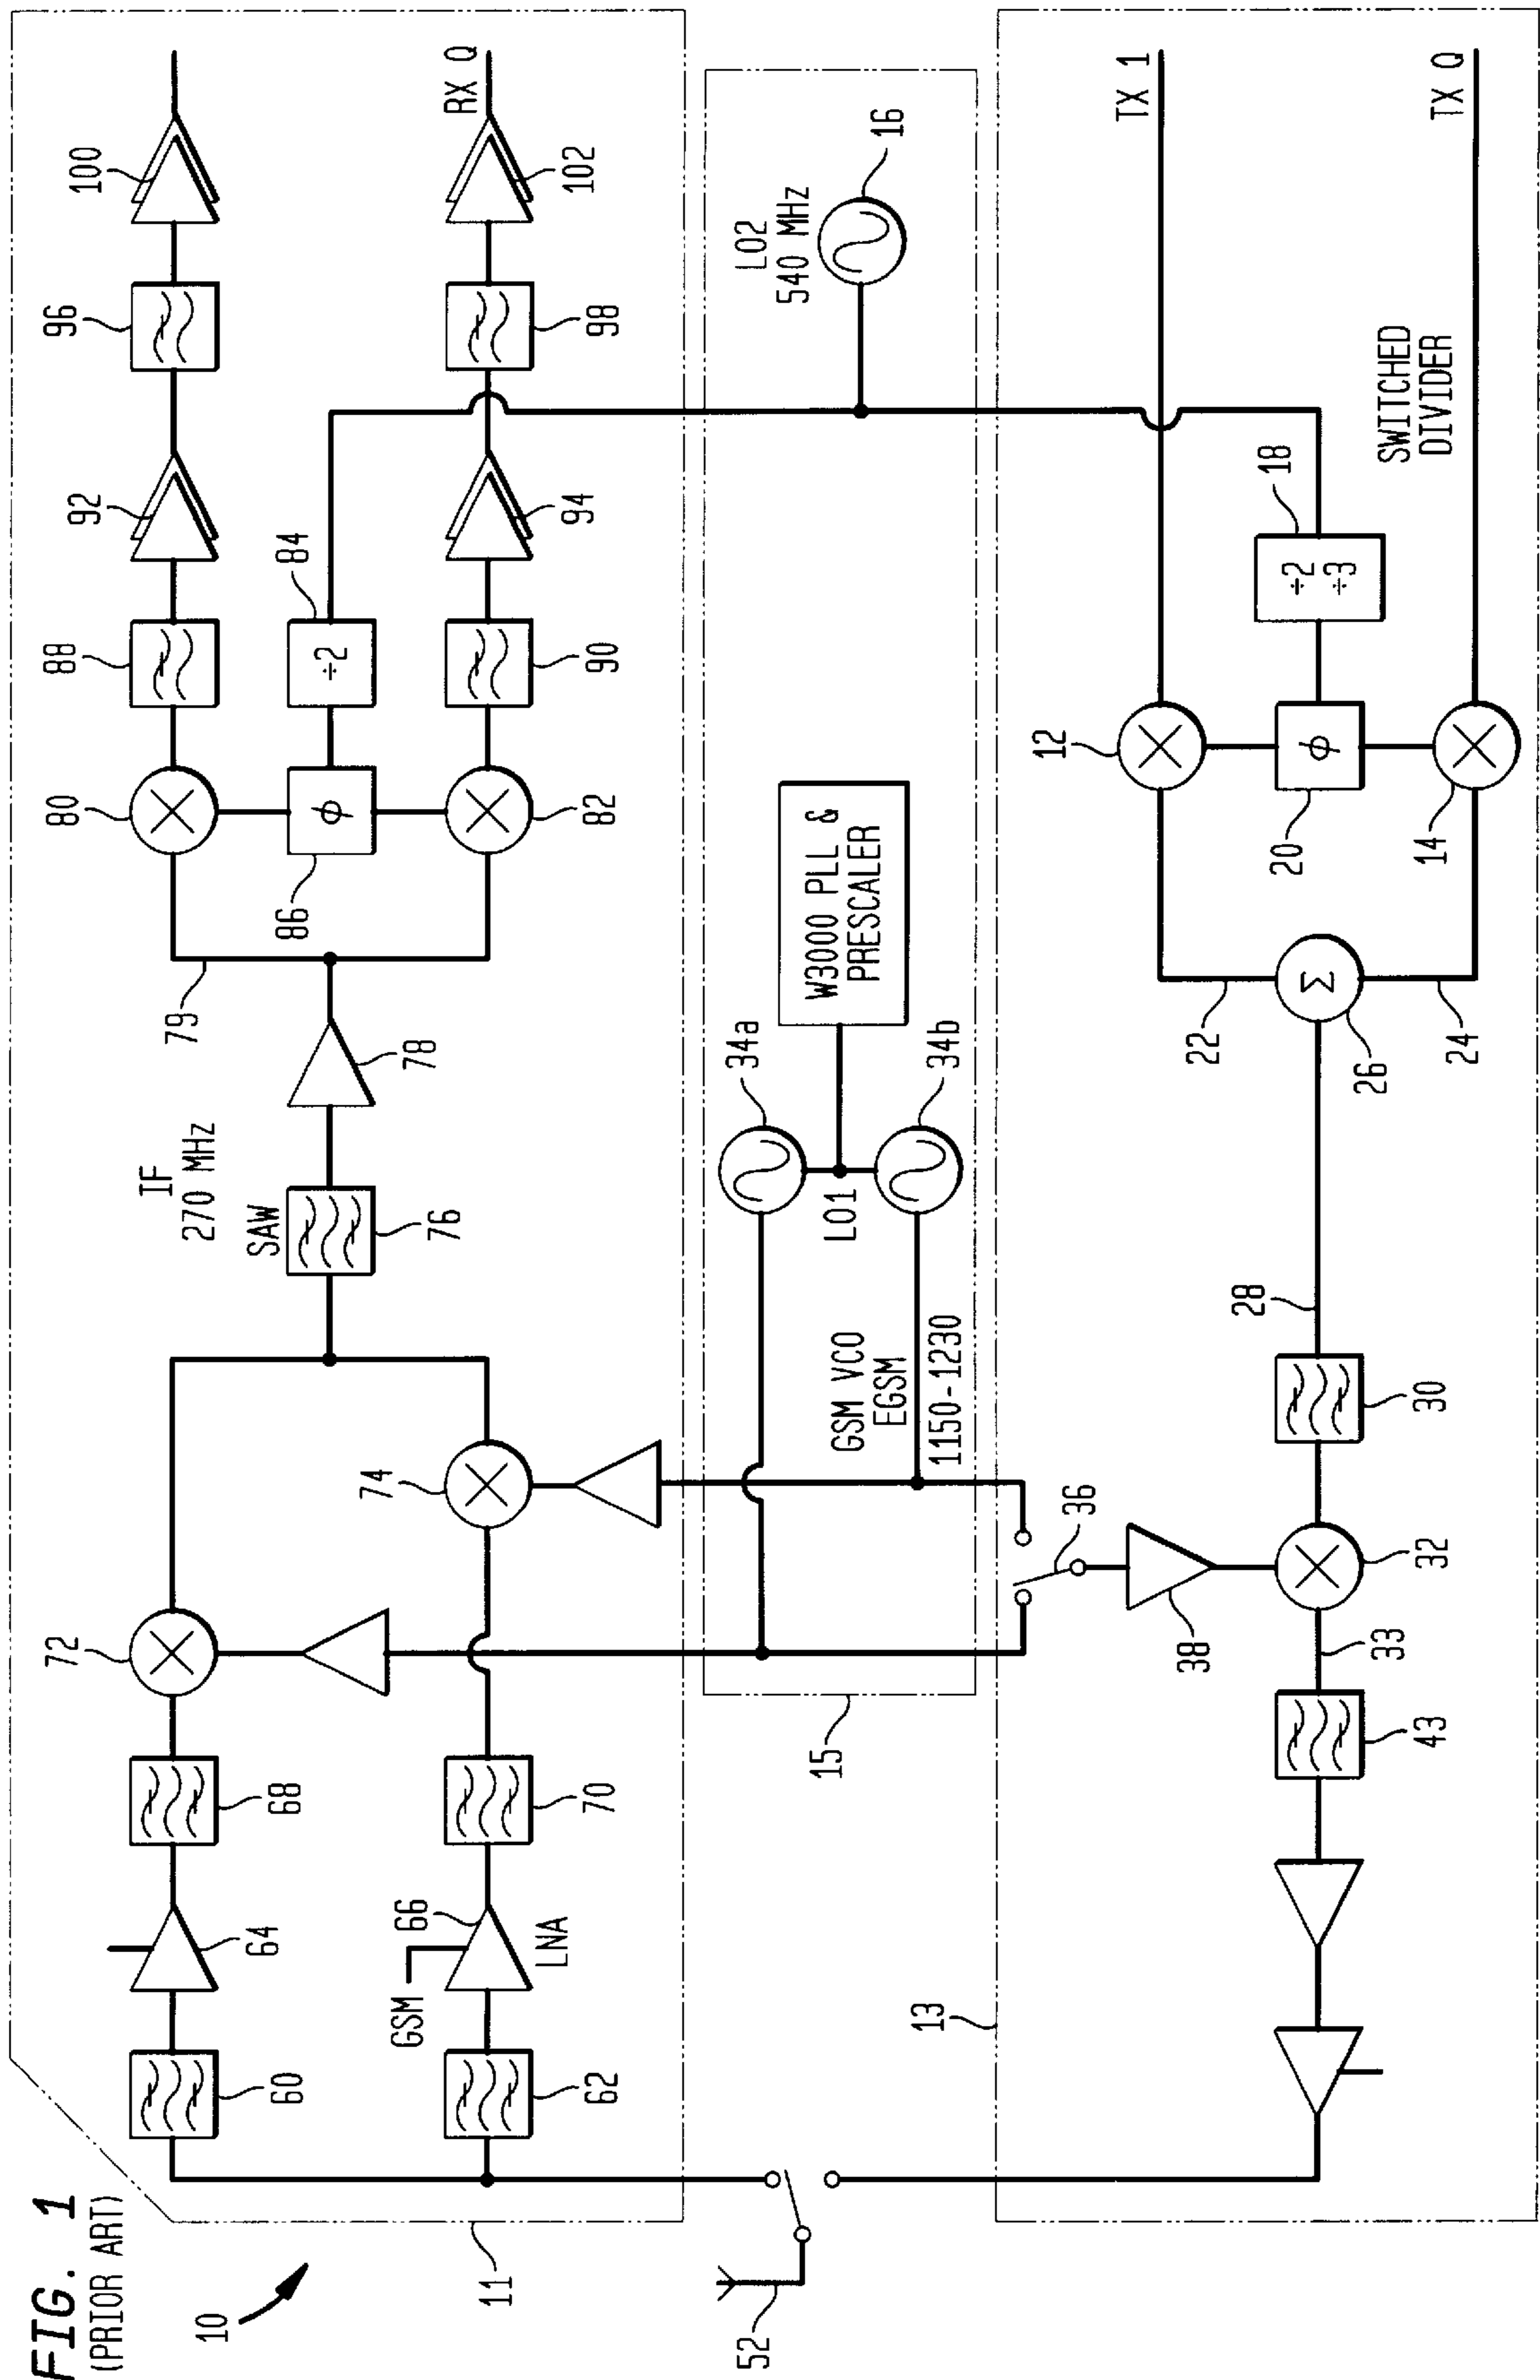 FIG. 1
(PRIOR ART)
10
11
60
64
68
72
62
GSM
66
LNA
70
74
IF
270 MHz
SAW
76
78
79
80
86
φ
82
88
÷2
84
90
92
94
96
98
100
102
RX Q
52
15
GSM VCO
EGSM
1150-1230
LO1
34a
34b
W3000 PLL &
PRESCALER
LO2
540 MHz
16
13
43
33
38
36
32
30
28
22
Σ
26
24
12
φ
20
14
÷2
÷3
18
SWITCHED
DIVIDER
TX 1
TX Q